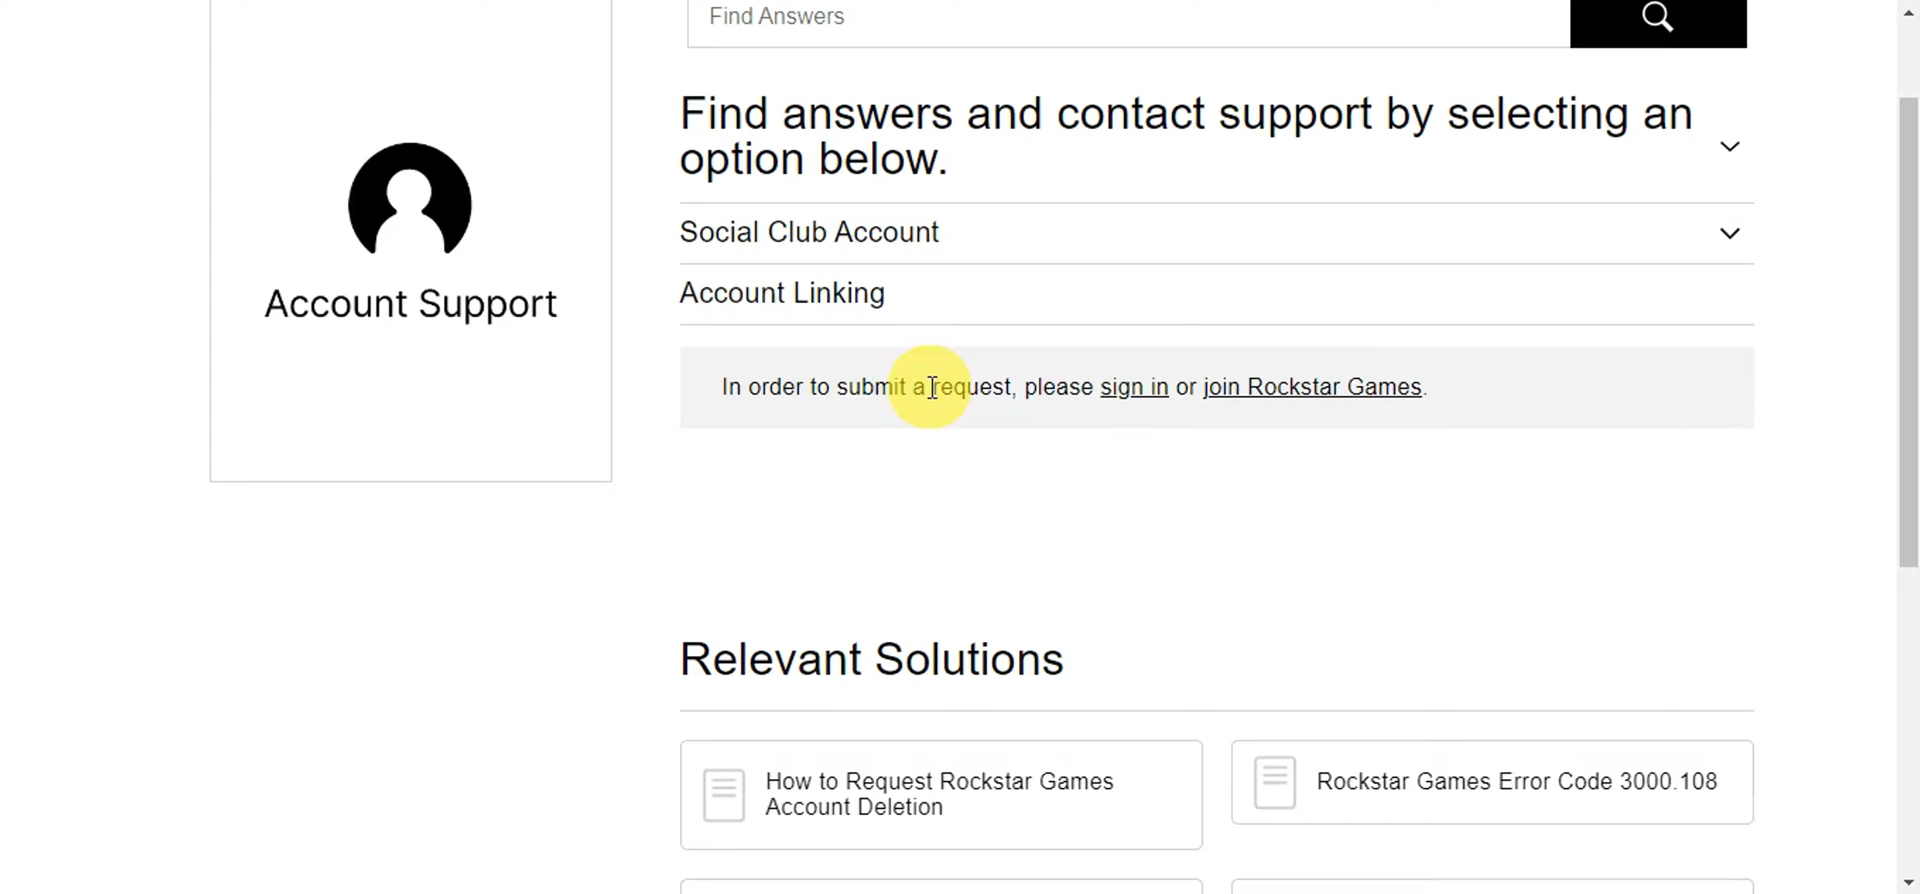 Find Answers
Find answers and contact support by selecting an
option below.
Social Club Account
Account Linking
Account Support
In order to submit a request, please sign in or join Rockstar Games.
Relevant Solutions
How to Request Rockstar Games
Account Deletion
Rockstar Games Error Code 3000.108